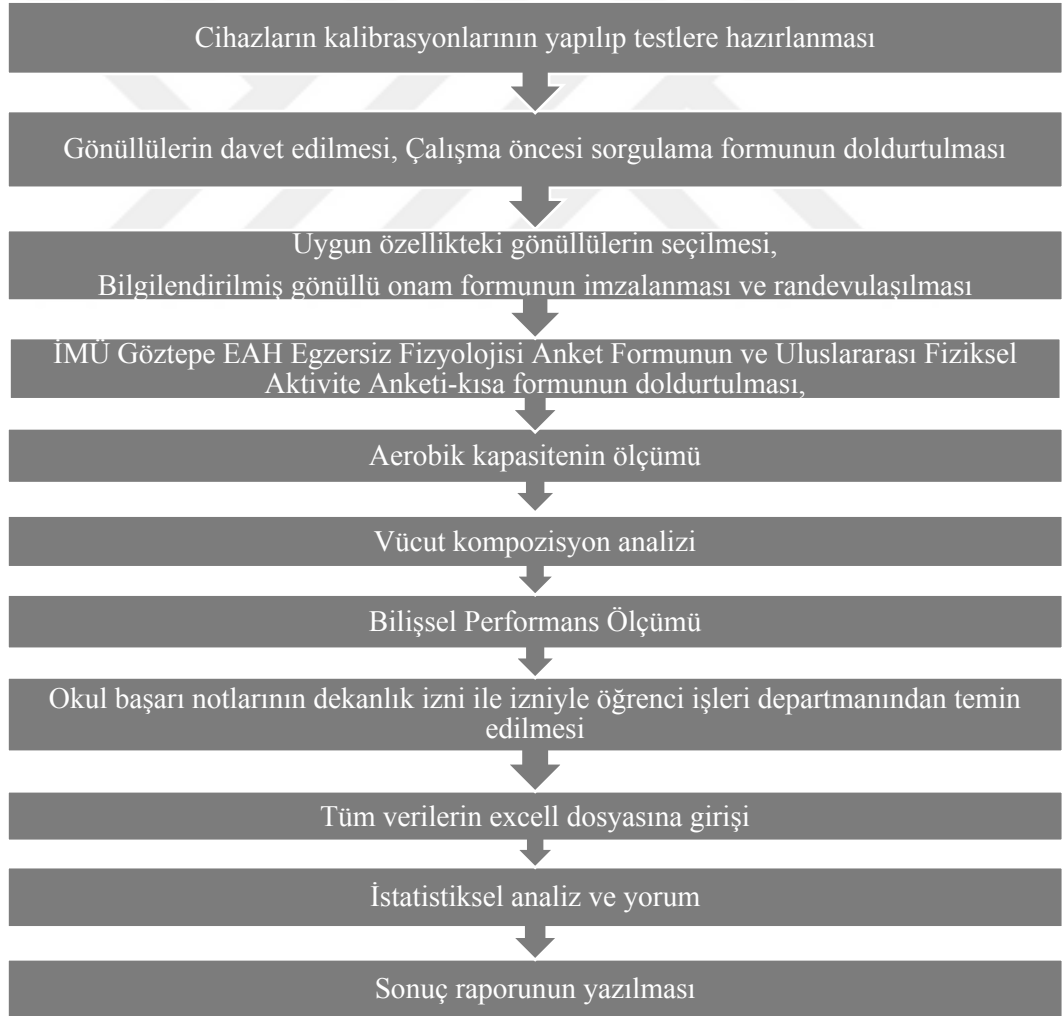 Cihazların kalibrasyonlarının yapılıp testlere hazırlanması
Gönüllülerin davet edilmesi, Çalışma öncesi sorgulama formunun doldurtulması
Uygun özellikteki gönüllülerin seçilmesi,
Bilgilendirilmiş gönüllü onam formunun imzalanması ve randevulaşılması
İMÜ Göztepe EAH Egzersiz Fizyolojisi Anket Formunun ve Uluslararası Fiziksel
Aktivite Anketi-kısa formunun doldurtulması,
Aerobik kapasitenin ölçümü
Vücut kompozisyon analizi
Bilişsel Performans Ölçümü
Okul başarı notlarının dekanlık izni ile izniyle öğrenci işleri departmanından temin
edilmesi
Tüm verilerin excell dosyasına girişi
İstatistiksel analiz ve yorum
Sonuç raporunun yazılması